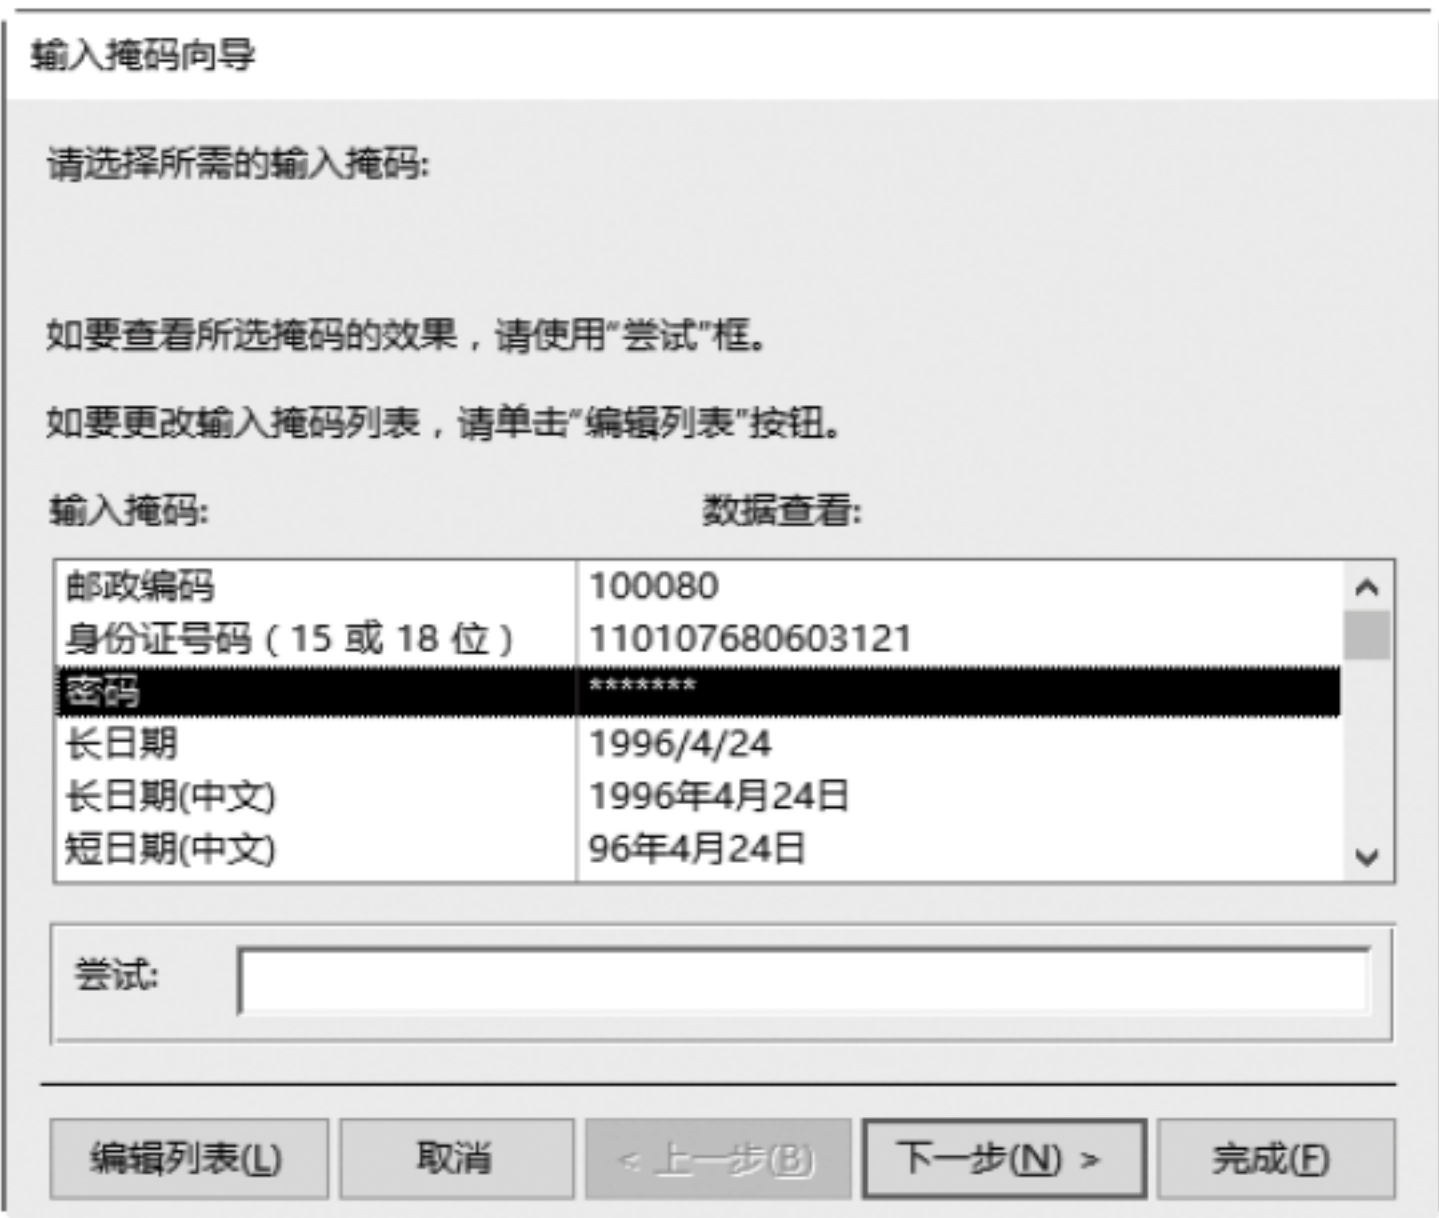 输入掩码向导
请选择所需的输入掩码:
如要查看所选掩码的效果，请使用“尝试”框。
如要更改输入掩码列表，请单击“编辑列表”按钮。
输入掩码: 数据查看:
邮政编码 100080
身份证号码（15 或 18 位） 110107680603121
密码 *******
长日期 1996/4/24
长日期(中文) 1996年4月24日
短日期(中文) 96年4月24日
尝试:
编辑列表(L) 取消 < 上一步(B) 下一步(N) > 完成(F)